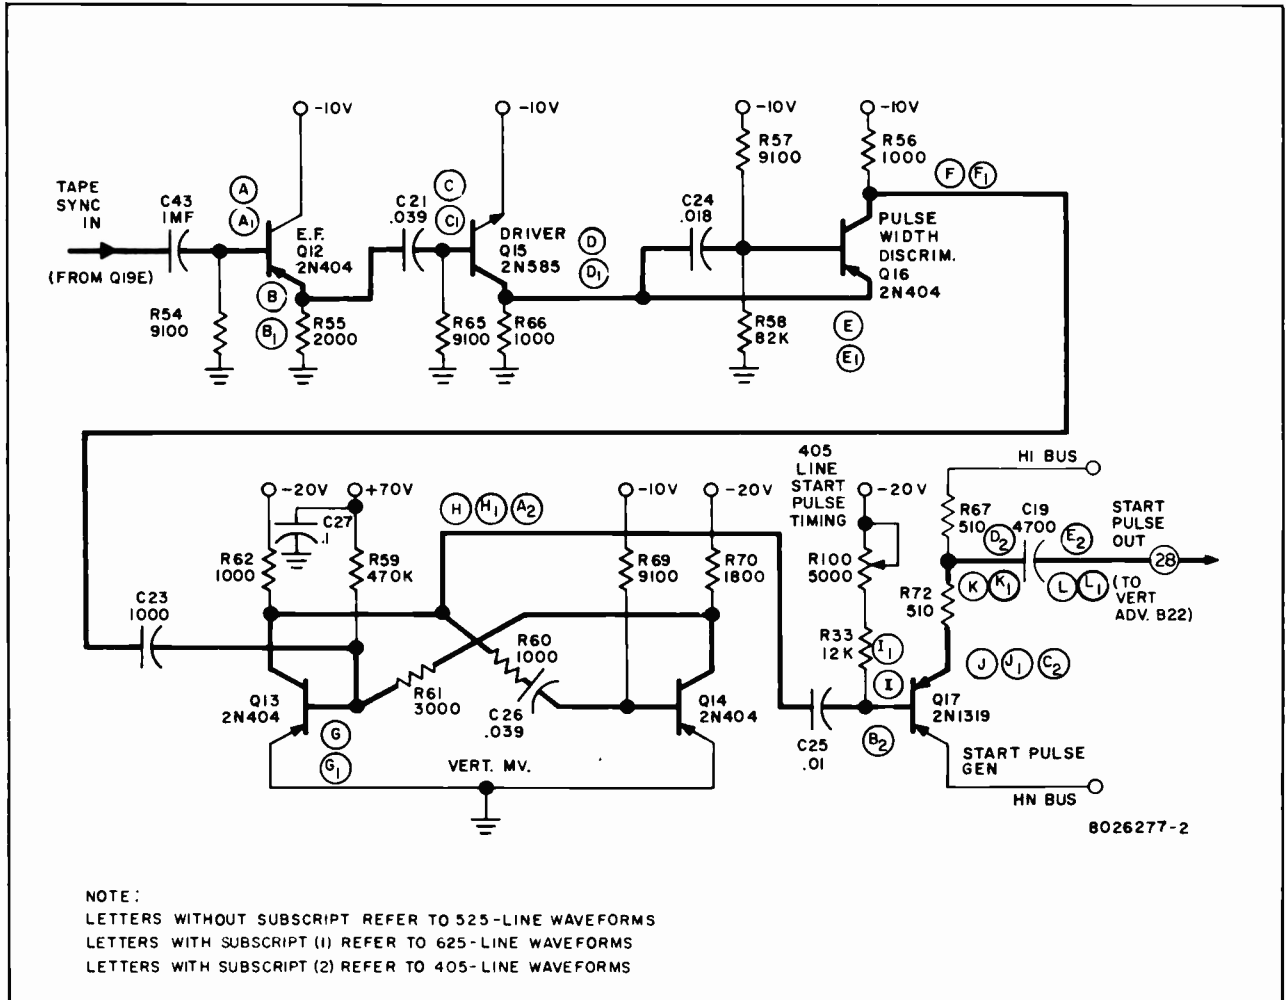 -10V
-10V
-10V
-10V
R57
9100
R56
1000
F F1
TAPE
SYNC
IN
(FROM Q19E)
C43
1MF
A
A1
E.F.
Q12
2N404
B
B1
R54
9100
R55
2000
C21
.039
C
C1
DRIVER
Q15
2N585
D
D1
R65
9100
R66
1000
C24
.018
PULSE
WIDTH
DISCRIM.
Q16
2N404
R58
82K
E
E1
-20V
+70V
C27
.1
R62
1000
R59
470K
H H1 A2
-10V
-20V
R69
9100
R70
1800
405
LINE
START
PULSE
TIMING
-20V
R100
5000
R33
12K
I1
I
HI BUS
R67
510
C19
4700
D2
E2
START
PULSE
OUT
28
K K1
L L1
(TO
VERT
ADV. B22)
R72
510
J J1 C2
C23
1000
R60
1000
R61
3000
C26
.039
Q13
2N404
G
G1
Q14
2N404
VERT. MV.
C25
.01
B2
Q17
2N1319
START PULSE
GEN
HN BUS
8026277-2
NOTE:
LETTERS WITHOUT SUBSCRIPT REFER TO 525-LINE WAVEFORMS
LETTERS WITH SUBSCRIPT (1) REFER TO 625-LINE WAVEFORMS
LETTERS WITH SUBSCRIPT (2) REFER TO 405-LINE WAVEFORMS